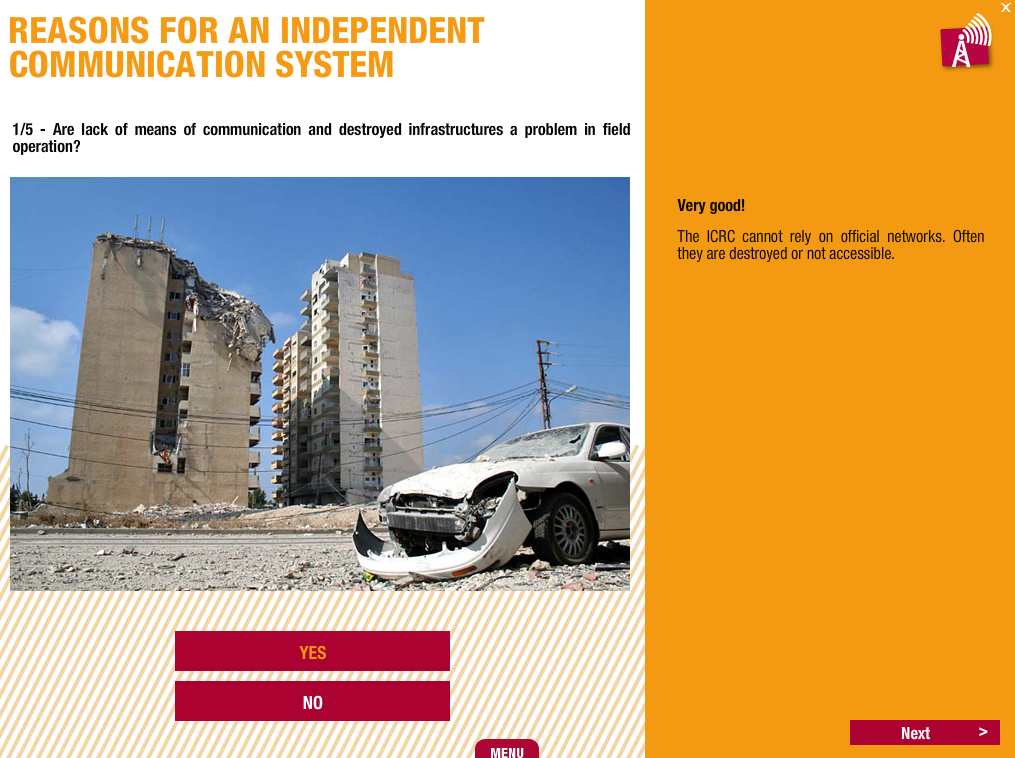 REASONS FOR AN INDEPENDENT
COMMUNICATION SYSTEM
1/5 - Are lack of means of communication and destroyed infrastructures a problem in field
operation?
Very good!
The ICRC cannot rely on official networks. Often
they are destroyed or not accessible.
YES
NO
Next >
MENU